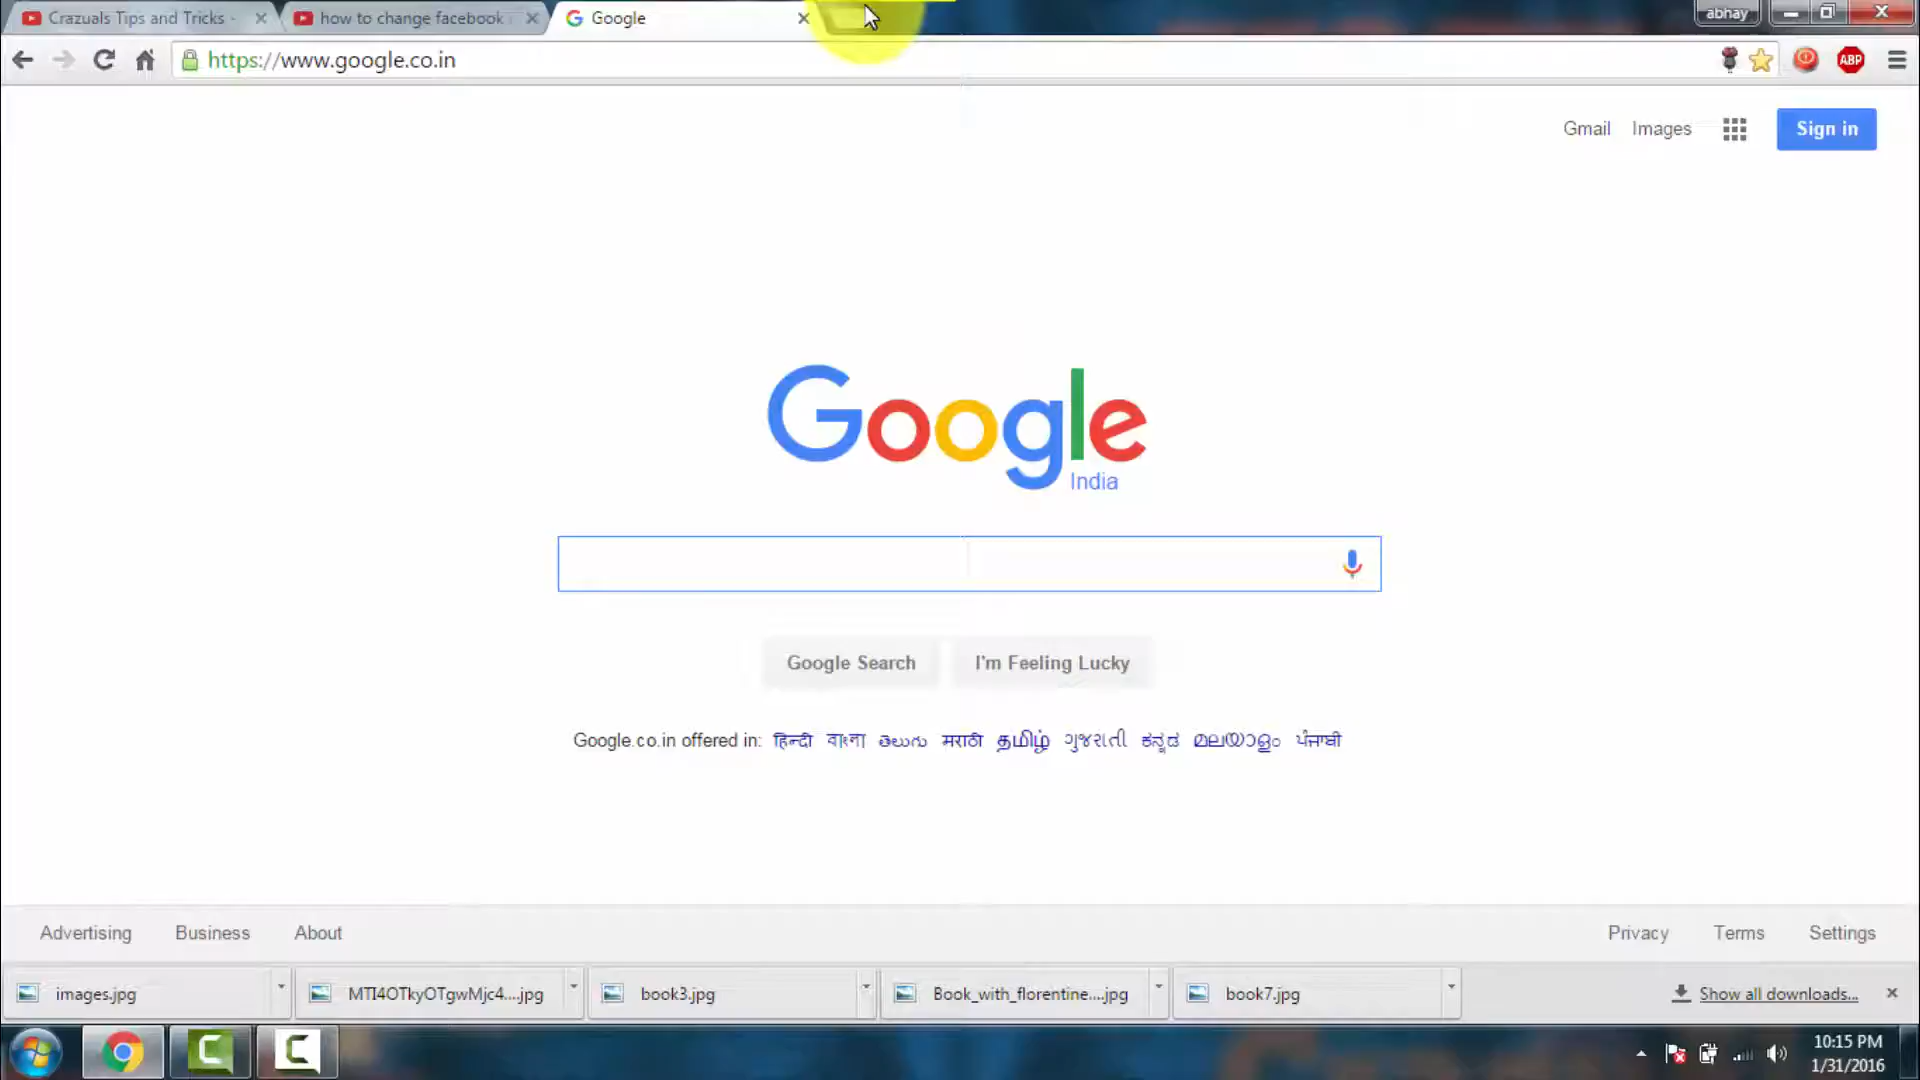 Crazuals Tips and Tricks -
how to change facebook
Google
abhay
https://www.google.co.in
Gmail Images Sign in
Google
India
Google Search I'm Feeling Lucky
Google.co.in offered in: हिन्दी বাংলা తెలుగు मराठी தமிழ் ગુજરાતી ಕನ್ನಡ മലയാളം ਪੰਜਾਬੀ
Advertising Business About Privacy Terms Settings
images.jpg MTI4OTkyOTgwMjc4....jpg book3.jpg Book_with_florentine....jpg book7.jpg Show all downloads...
10:15 PM
1/31/2016
ABP